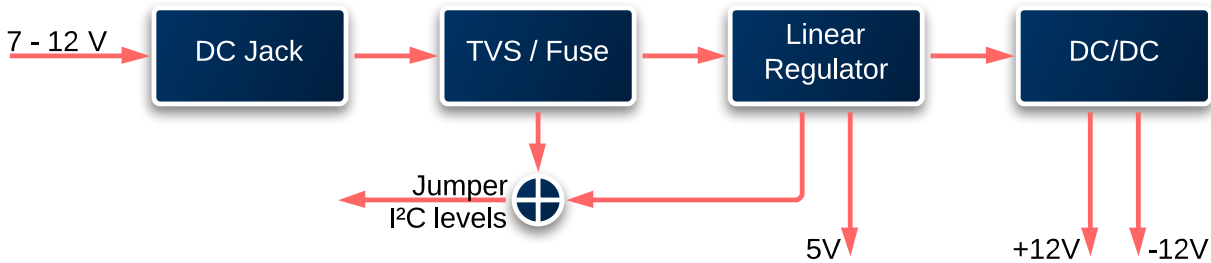 7 - 12 V
DC Jack
TVS / Fuse
Linear
Regulator
DC/DC
Jumper
I²C levels
5V
+12V
-12V